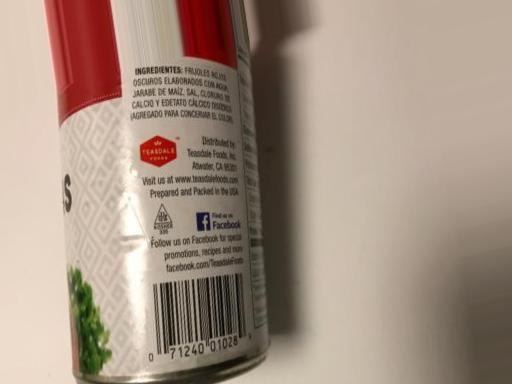 INGREDIENTES: FRIJOLES ROJOS
OSCUROS ELABORADOS CON AGUA,
JARABE DE MAÍZ, SAL, CLORURO DE
CALCIO Y EDETATO CÁLCICO DISÓDICO
(AGREGADO PARA CONCERVAR EL COLOR).
TEASDALE
FOODS
Distributed by:
Teasdale Foods, Inc.
Atwater, CA 95301
Visit us at www.teasdalefoods.com
Prepared and Packed in the USA
S
KOSHER
Find us on
Facebook
Follow us on Facebook for special
promotions, recipes and more
facebook.com/TeasdaleFoods
0 71240 01028